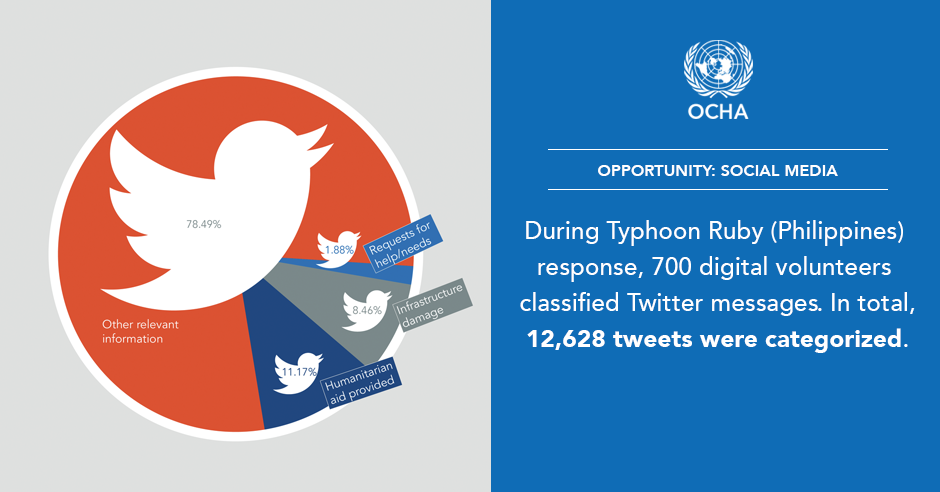 78.49%
Other relevant
information
1.88%
Requests for
help/needs
8.46%
Infrastructure
damage
11.17%
Humanitarian
aid provided
OCHA
OPPORTUNITY: SOCIAL MEDIA
During Typhoon Ruby (Philippines)
response, 700 digital volunteers
classified Twitter messages. In total,
12,628 tweets were categorized.